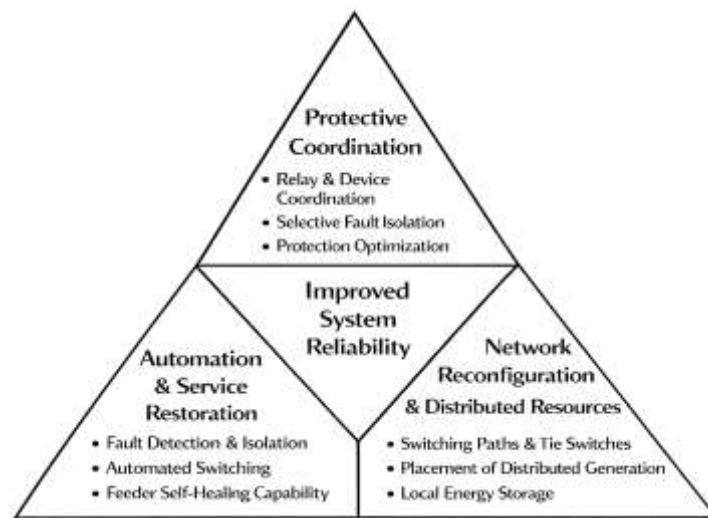 Protective
Coordination
• Relay & Device
Coordination
• Selective Fault Isolation
• Protection Optimization
Improved
System
Reliability
Automation
& Service
Restoration
• Fault Detection & Isolation
• Automated Switching
• Feeder Self-Healing Capability
Network
Reconfiguration
& Distributed Resources
• Switching Paths & Tie Switches
• Placement of Distributed Generation
• Local Energy Storage